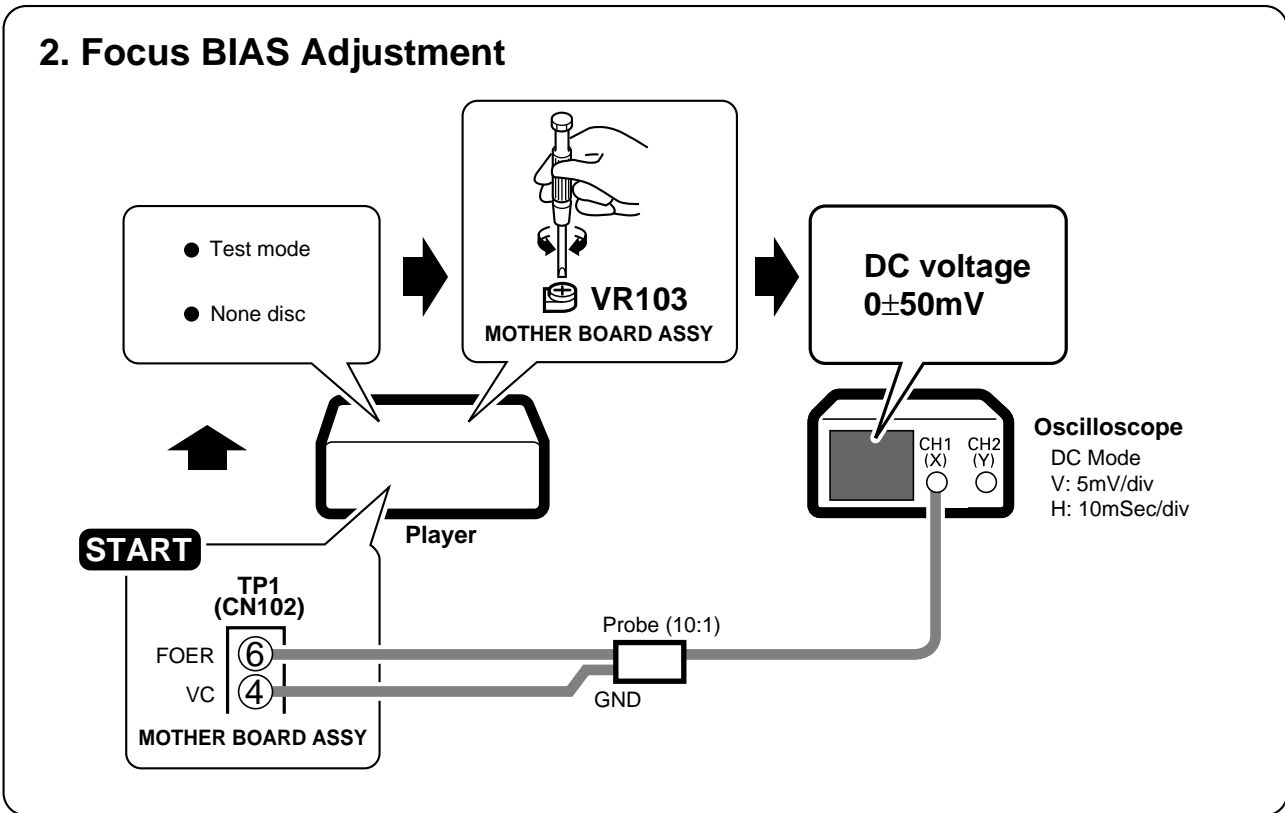 2. Focus BIAS Adjustment
● Test mode
● None disc
VR103
MOTHER BOARD ASSY
DC voltage
0±50mV
CH1
(X)
CH2
(Y)
Oscilloscope
DC Mode
V: 5mV/div
H: 10mSec/div
Player
START
TP1
(CN102)
FOER 6
VC 4
MOTHER BOARD ASSY
Probe (10:1)
GND